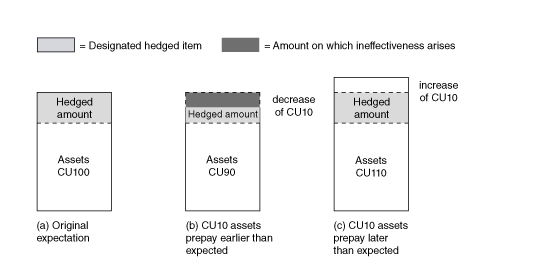 = Designated hedged item
= Amount on which ineffectiveness arises
Hedged
amount
Assets
CU100
(a) Original
expectation
decrease
of CU10
Hedged amount
Assets
CU90
(b) CU10 assets
prepay earlier than
expected
increase
of CU10
Hedged
amount
Assets
CU110
(c) CU10 assets
prepay later
than expected